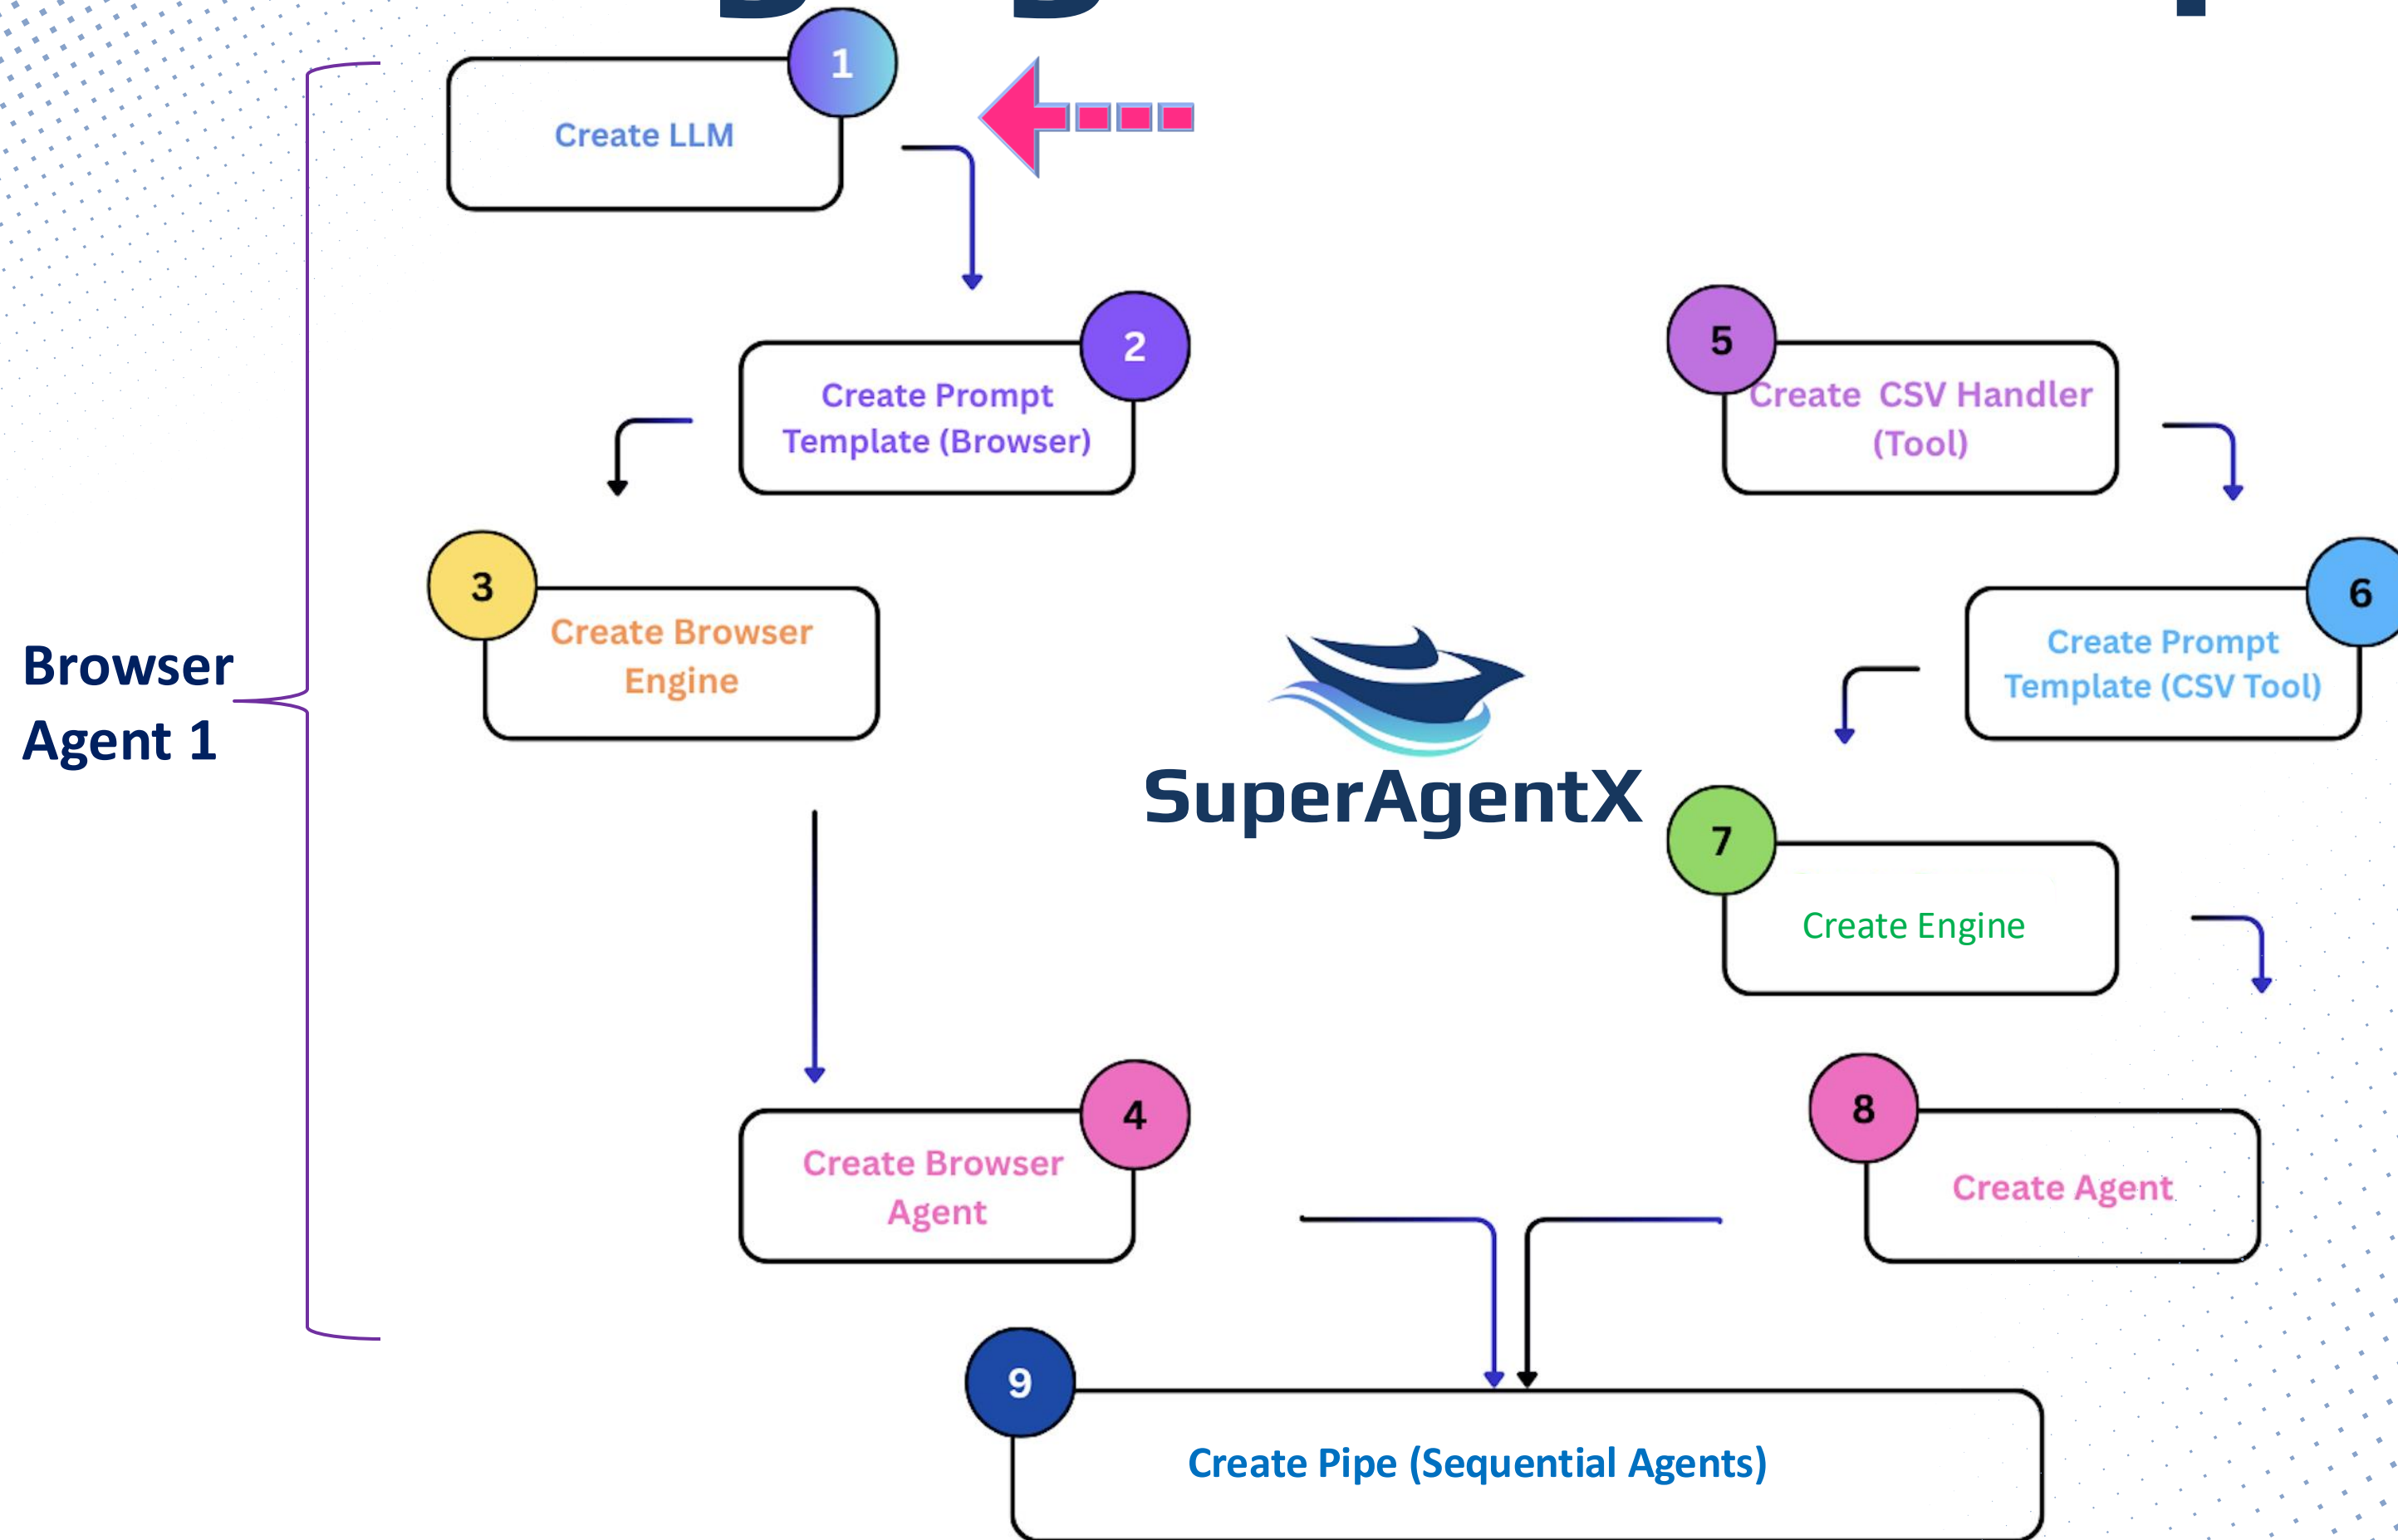 1
Create LLM
2
Create Prompt
Template (Browser)
3
Create Browser
Engine
Browser
Agent 1
4
Create Browser
Agent
SuperAgentX
5
Create CSV Handler
(Tool)
6
Create Prompt
Template (CSV Tool)
7
Create Engine
8
Create Agent
9
Create Pipe (Sequential Agents)